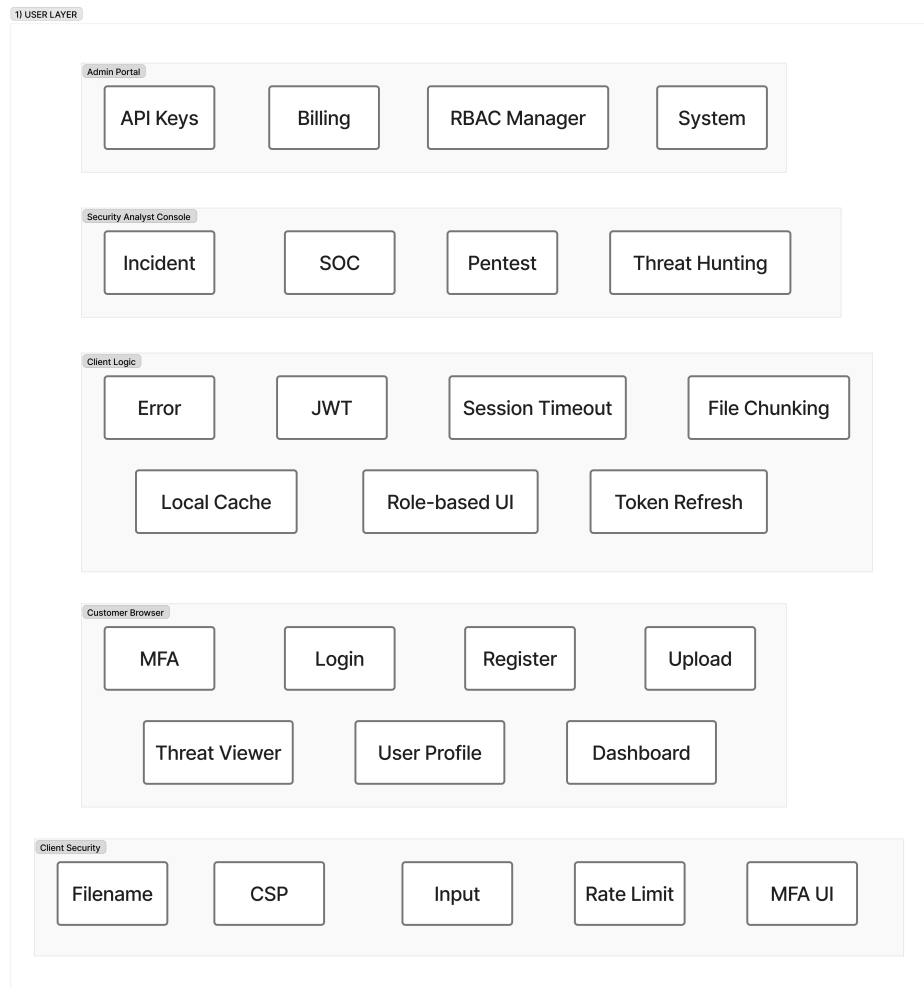 1) USER LAYER
Admin Portal
API Keys
Billing
RBAC Manager
System
Security Analyst Console
Incident
SOC
Pentest
Threat Hunting
Client Logic
Error
JWT
Session Timeout
File Chunking
Local Cache
Role-based UI
Token Refresh
Customer Browser
MFA
Login
Register
Upload
Threat Viewer
User Profile
Dashboard
Client Security
Filename
CSP
Input
Rate Limit
MFA UI